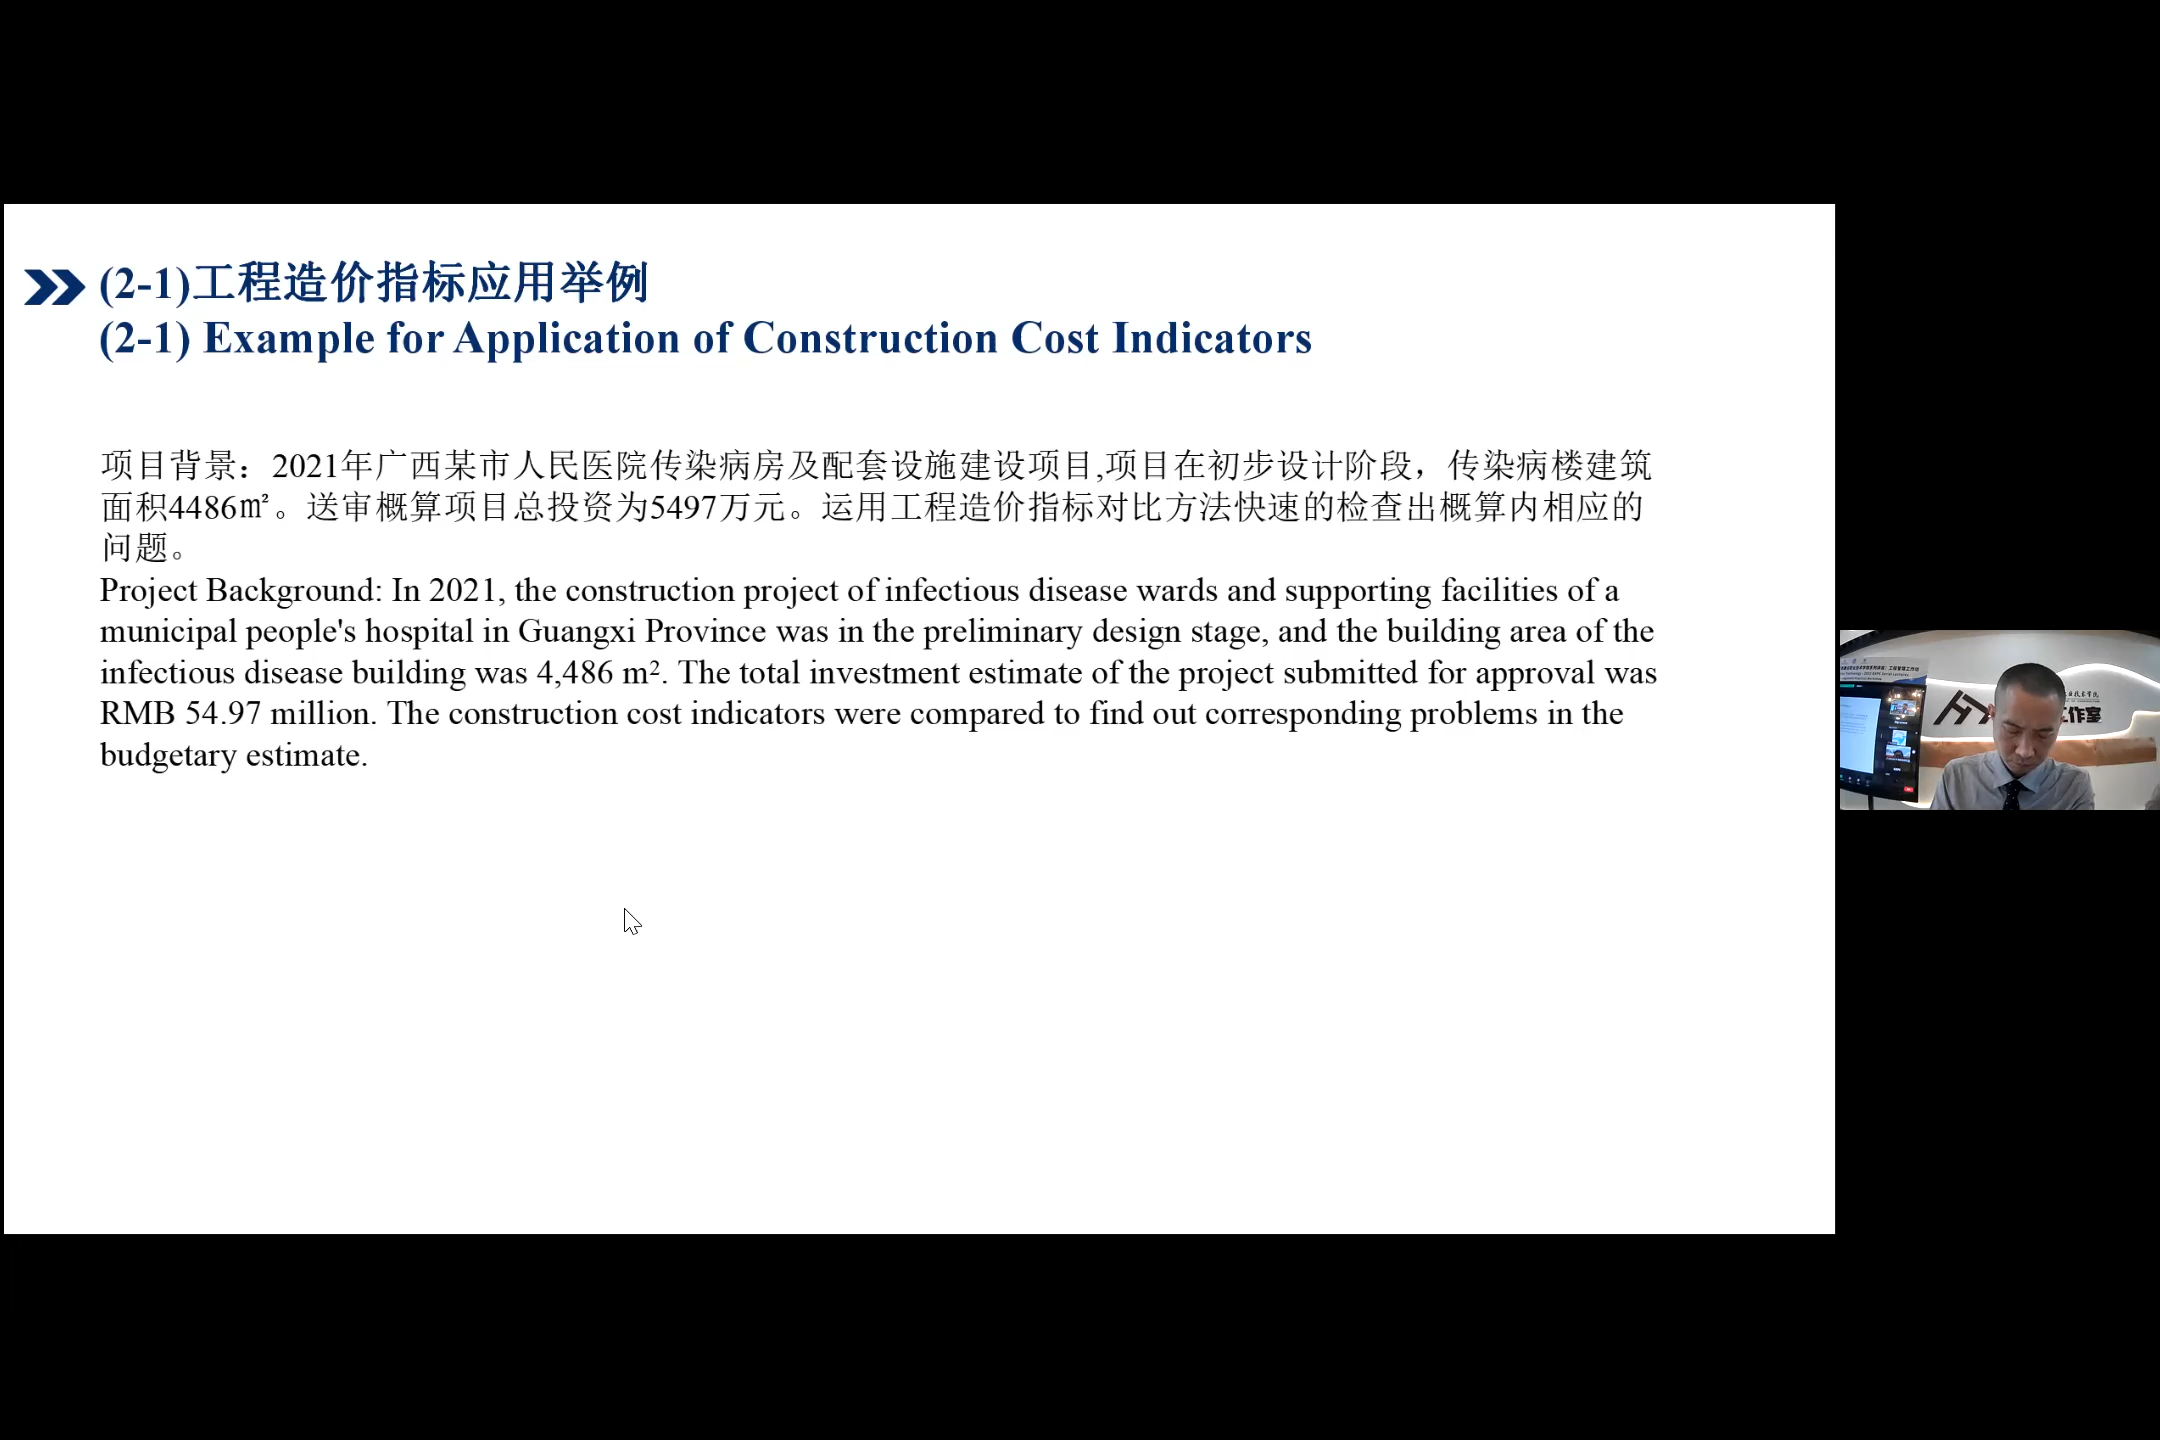 (2-1)工程造价指标应用举例
(2-1) Example for Application of Construction Cost Indicators
项目背景：2021年广西某市人民医院传染病房及配套设施建设项目,项目在初步设计阶段，传染病楼建筑
面积4486㎡。送审概算项目总投资为5497万元。运用工程造价指标对比方法快速的检查出概算内相应的
问题。
Project Background: In 2021, the construction project of infectious disease wards and supporting facilities of a
municipal people's hospital in Guangxi Province was in the preliminary design stage, and the building area of the
infectious disease building was 4,486 m². The total investment estimate of the project submitted for approval was
RMB 54.97 million. The construction cost indicators were compared to find out corresponding problems in the
budgetary estimate.
作室